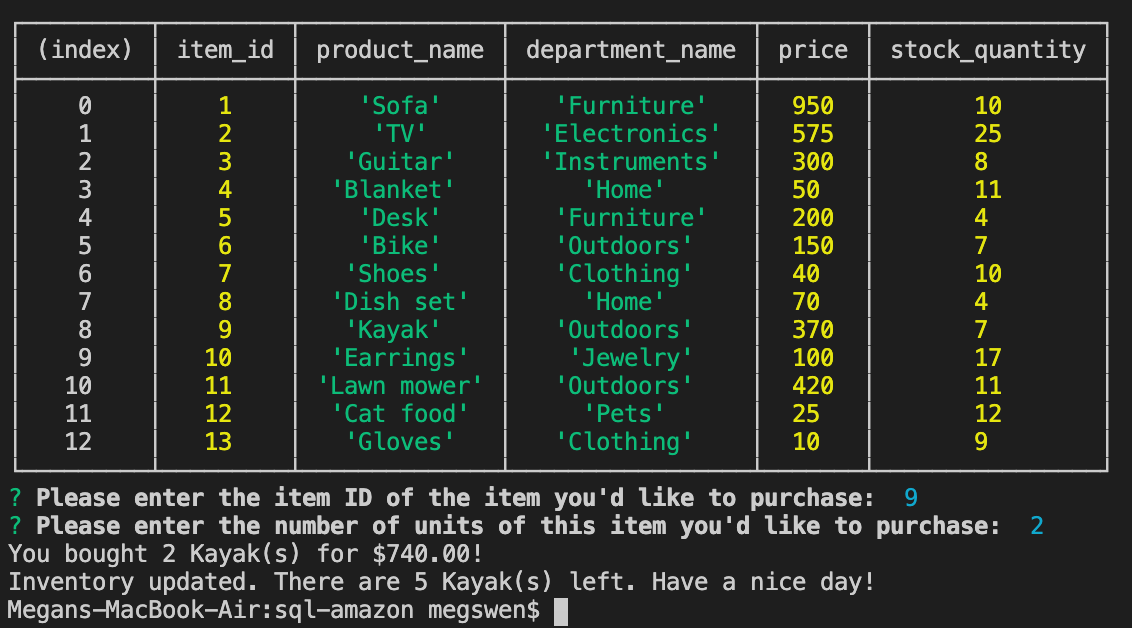 (index) item_id product_name department_name price stock_quantity
0 1 'Sofa' 'Furniture' 950 10
1 2 'TV' 'Electronics' 575 25
2 3 'Guitar' 'Instruments' 300 8
3 4 'Blanket' 'Home' 50 11
4 5 'Desk' 'Furniture' 200 4
5 6 'Bike' 'Outdoors' 150 7
6 7 'Shoes' 'Clothing' 40 10
7 8 'Dish set' 'Home' 70 4
8 9 'Kayak' 'Outdoors' 370 7
9 10 'Earrings' 'Jewelry' 100 17
10 11 'Lawn mower' 'Outdoors' 420 11
11 12 'Cat food' 'Pets' 25 12
12 13 'Gloves' 'Clothing' 10 9
? Please enter the item ID of the item you'd like to purchase: 9
? Please enter the number of units of this item you'd like to purchase: 2
You bought 2 Kayak(s) for $740.00!
Inventory updated. There are 5 Kayak(s) left. Have a nice day!
Megans-MacBook-Air:sql-amazon megswen$